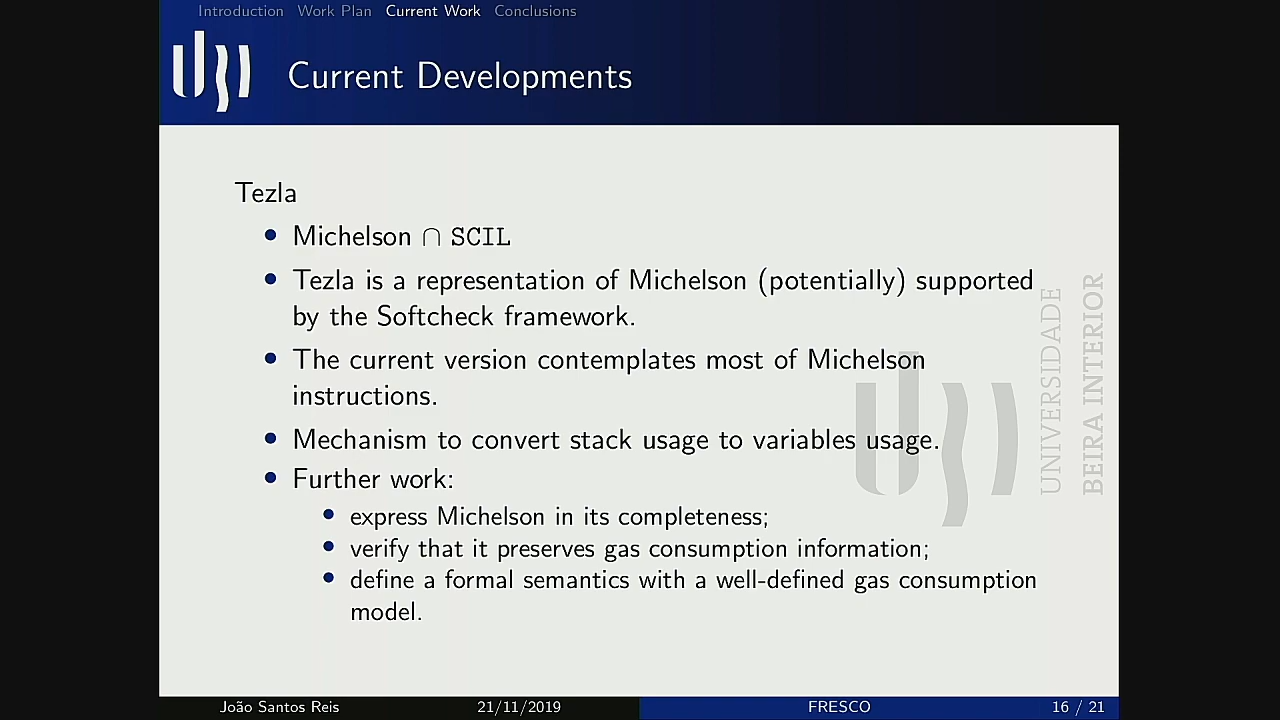 Introduction Work Plan Current Work Conclusions
ubi
Current Developments
Tezla
• Michelson ∩ SCIL
• Tezla is a representation of Michelson (potentially) supported
by the Softcheck framework.
• The current version contemplates most of Michelson
instructions.
• Mechanism to convert stack usage to variables usage.
• Further work:
• express Michelson in its completeness;
• verify that it preserves gas consumption information;
• define a formal semantics with a well-defined gas consumption
model.
ubi
UNIVERSIDADE
BEIRA INTERIOR
João Santos Reis 21/11/2019 FRESCO 16 / 21